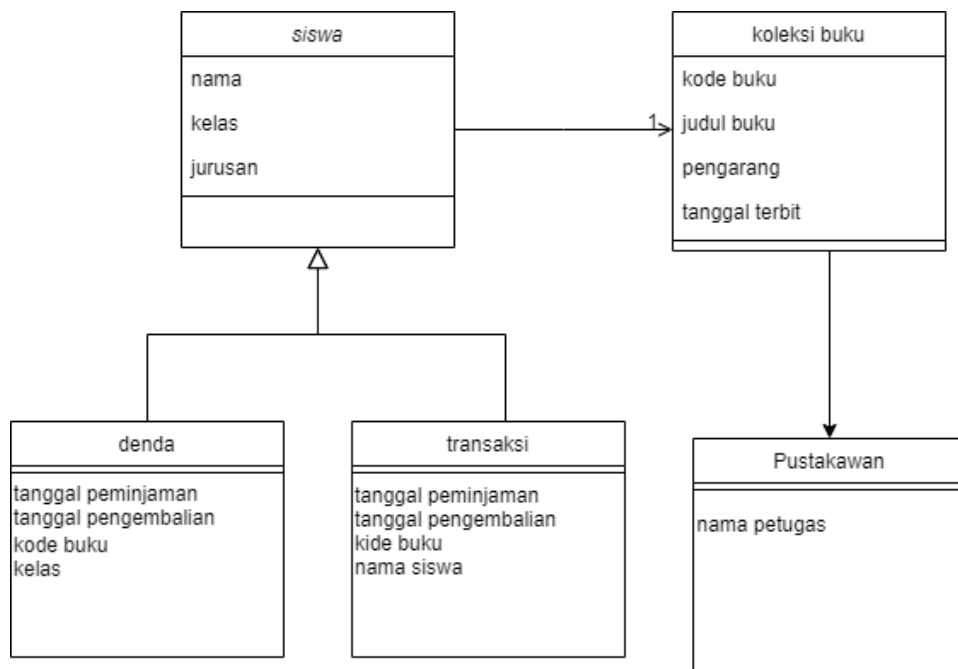 siswa
nama
kelas
jurusan
koleksi buku
kode buku
judul buku
pengarang
tanggal terbit
1
denda
tanggal peminjaman
tanggal pengembalian
kode buku
kelas
transaksi
tanggal peminjaman
tanggal pengembalian
kide buku
nama siswa
Pustakawan
nama petugas